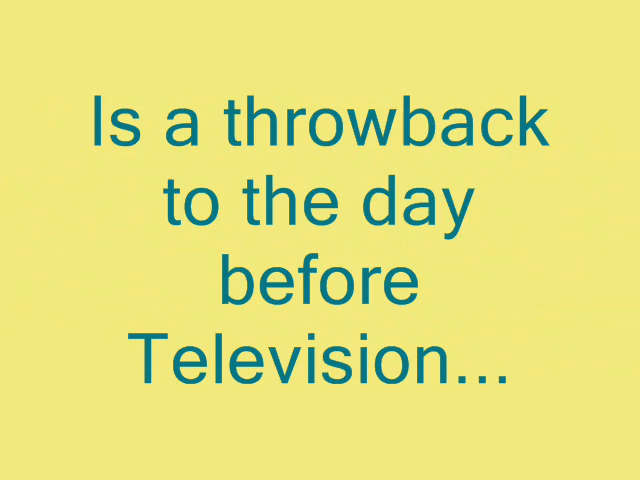 Is a throwback
to the day
before
Television...